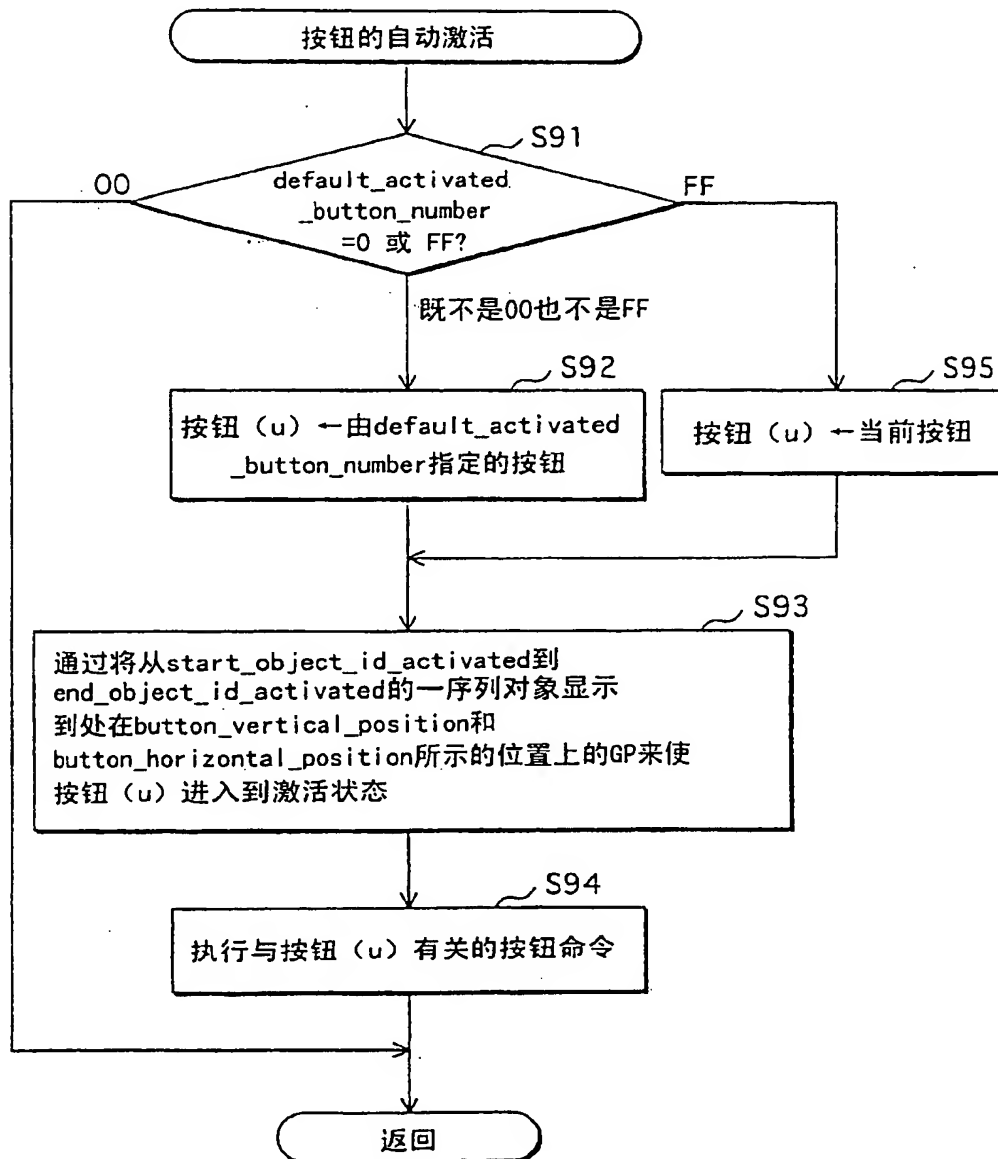 按钮的自动激活
S91
00
default_activated
_button_number
=0 或 FF?
FF
既不是00也不是FF
S92
按钮（u）←由default_activated
_button_number指定的按钮
S95
按钮（u）←当前按钮
S93
通过将从start_object_id_activated到
end_object_id_activated的一序列对象显示
到处在button_vertical_position和
button_horizontal_position所示的位置上的GP来使
按钮（u）进入到激活状态
S94
执行与按钮（u）有关的按钮命令
返回